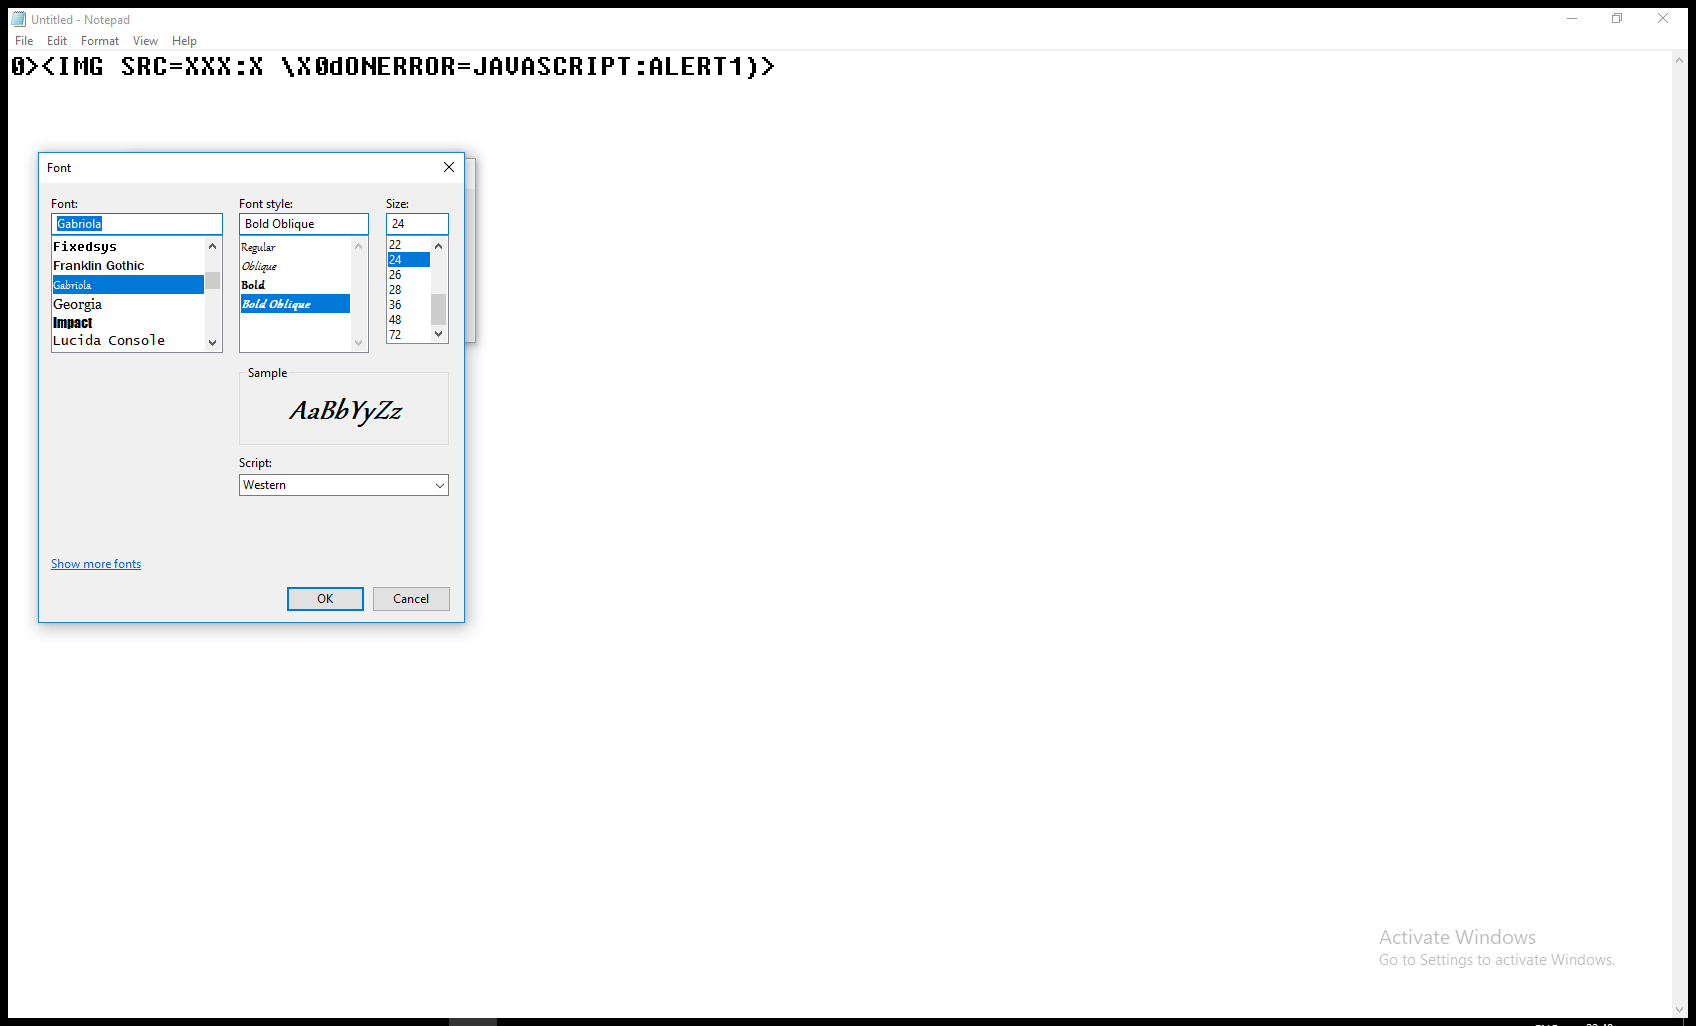 Untitled - Notepad
File Edit Format View Help
0><IMG SRC=XXX:X \X0dONERROR=JAVASCRIPT:ALERT1)>
Font
Font: Font style: Size:
Gabriola Bold Oblique 24
Fixedsys
Franklin Gothic
Gabriola
Georgia
Impact
Lucida Console
Regular
Oblique
Bold
Bold Oblique
22
24
26
28
36
48
72
Sample
AaBbYyZz
Script:
Western
Show more fonts
OK Cancel
Activate Windows
Go to Settings to activate Windows.